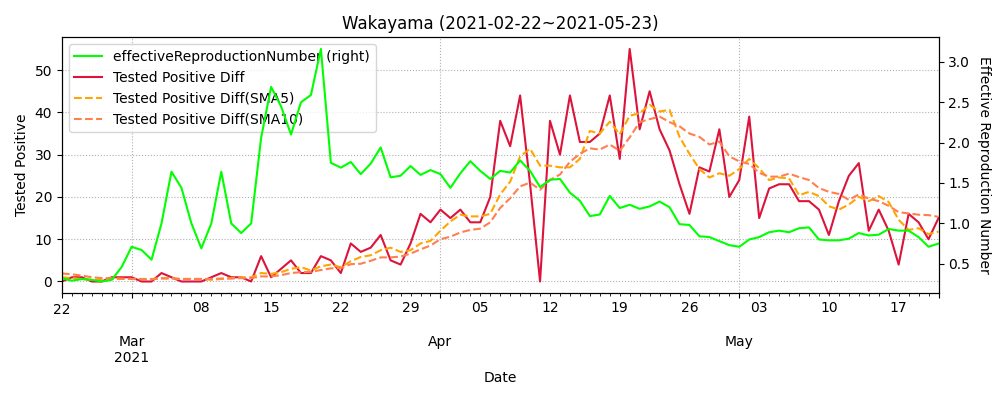 Wakayama (2021-02-22~2021-05-23)
effectiveReproductionNumber (right)
Tested Positive Diff
Tested Positive Diff(SMA5)
Tested Positive Diff(SMA10)
Tested Positive
50
40
30
20
10
0
3.0
2.5
2.0
1.5
1.0
0.5
Effective Reproduction Number
22 08 15 22 29 05 12 19 26 03 10 17
Mar Apr May
2021
Date